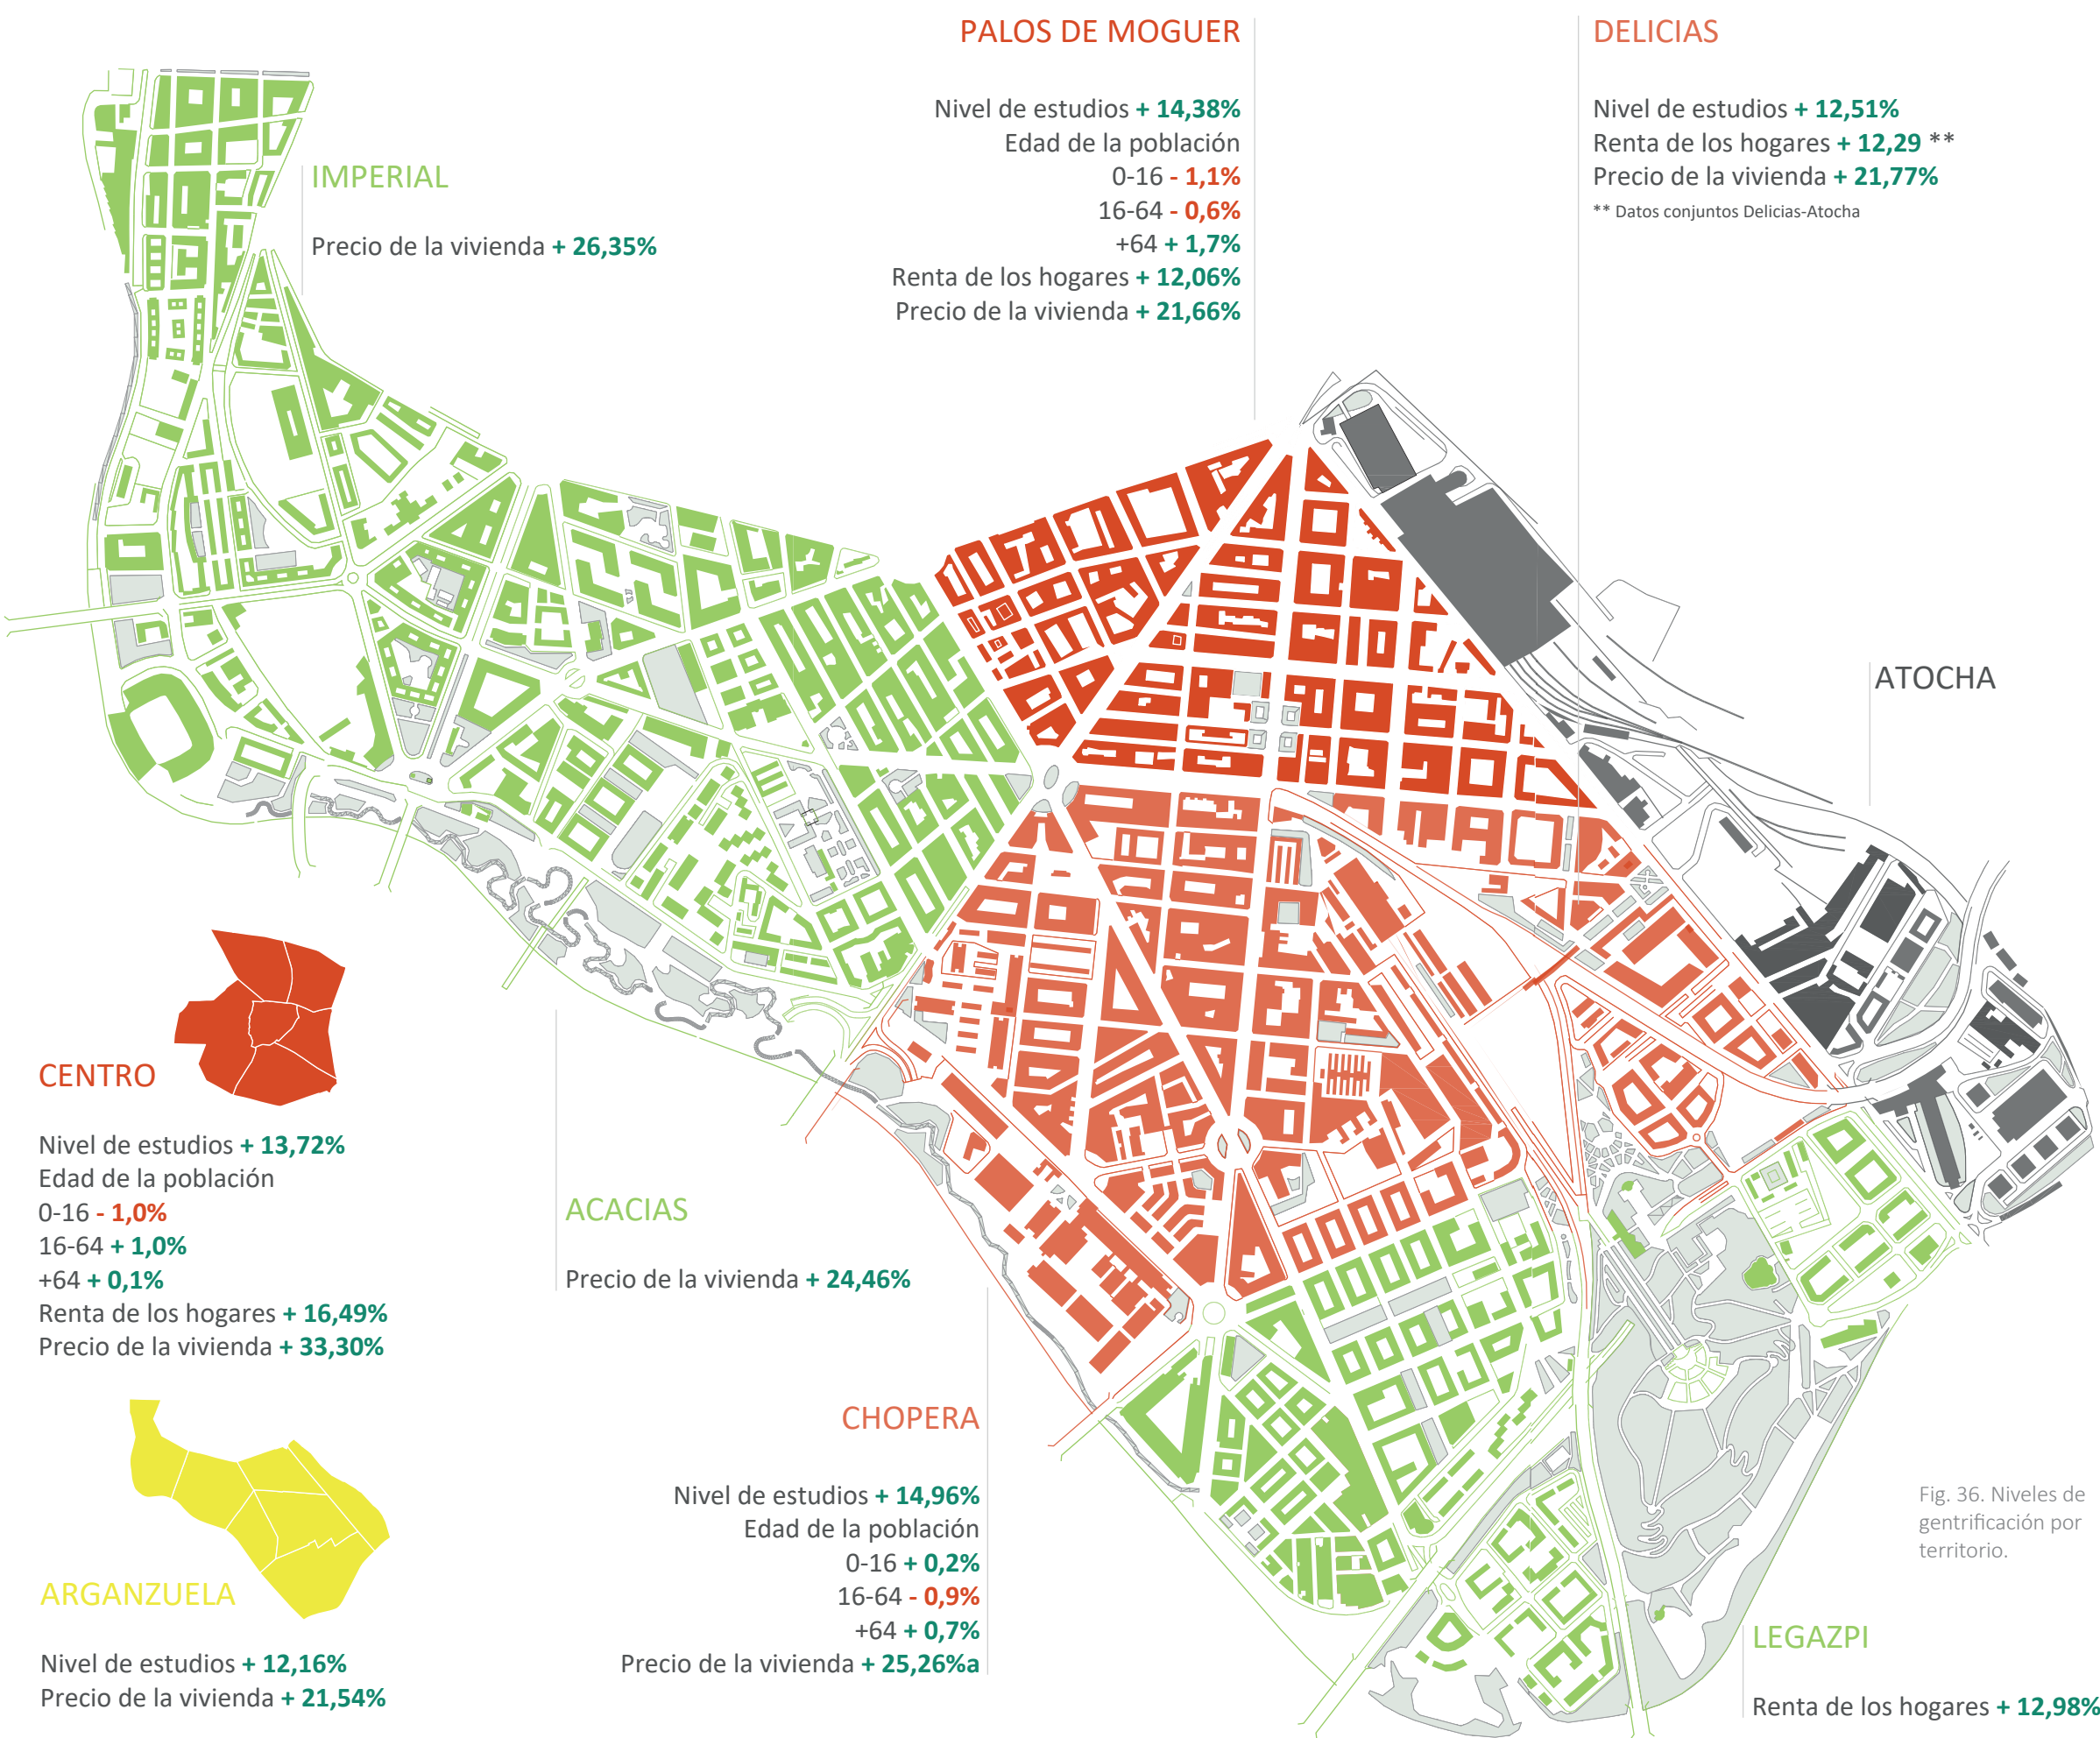 PALOS DE MOGUER
Nivel de estudios + 14,38%
Edad de la población
0-16 - 1,1%
16-64 - 0,6%
+64 + 1,7%
Renta de los hogares + 12,06%
Precio de la vivienda + 21,66%
DELICIAS
Nivel de estudios + 12,51%
Renta de los hogares + 12,29 **
Precio de la vivienda + 21,77%
** Datos conjuntos Delicias-Atocha
IMPERIAL
Precio de la vivienda + 26,35%
ATOCHA
CENTRO
Nivel de estudios + 13,72%
Edad de la población
0-16 - 1,0%
16-64 + 1,0%
+64 + 0,1%
Renta de los hogares + 16,49%
Precio de la vivienda + 33,30%
ACACIAS
Precio de la vivienda + 24,46%
CHOPERA
Nivel de estudios + 14,96%
Edad de la población
0-16 + 0,2%
16-64 - 0,9%
+64 + 0,7%
Precio de la vivienda + 25,26%a
ARGANZUELA
Nivel de estudios + 12,16%
Precio de la vivienda + 21,54%
Fig. 36. Niveles de
gentrificación por
territorio.
LEGAZPI
Renta de los hogares + 12,98%